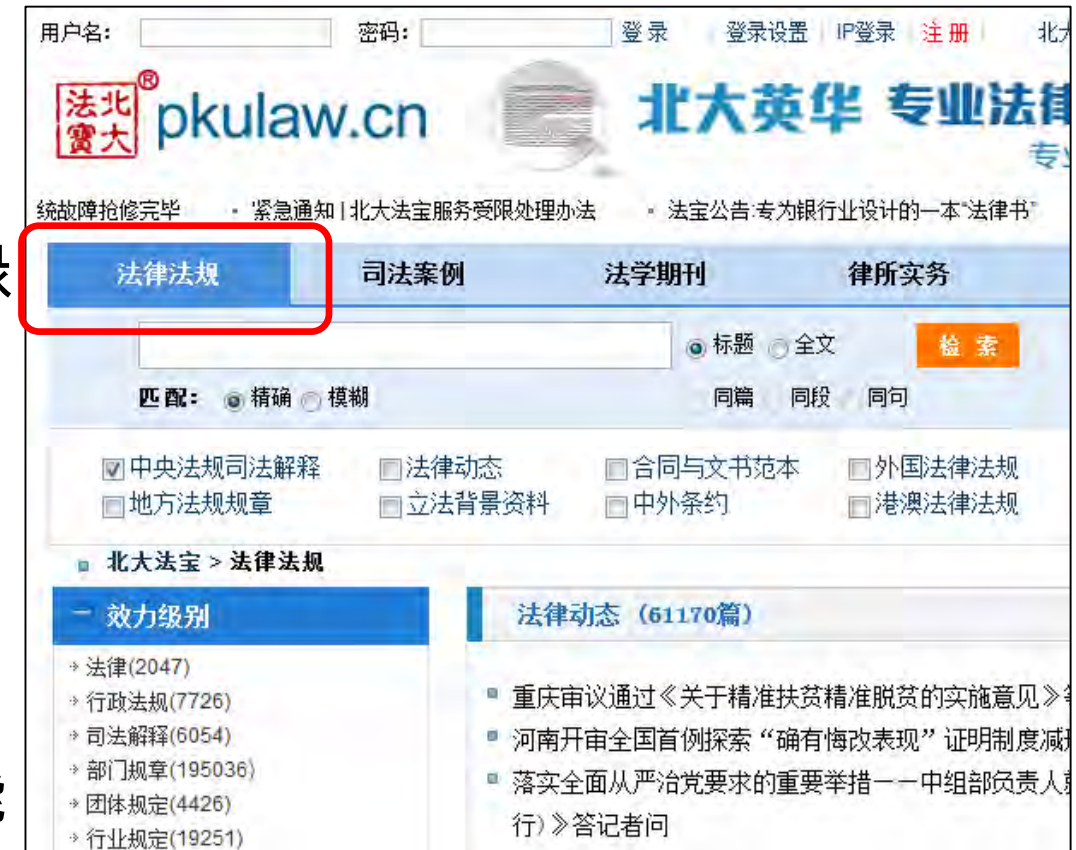 用户名: 密码: 登录 登录设置 IP登录 注册 北大
法北寶大® pkulaw.cn 北大英华 专业法律
专业
统故障抢修完毕 · 紧急通知|北大法宝服务受限处理办法 · 法宝公告:专为银行业设计的一本“法律书”
法律法规 司法案例 法学期刊 律所实务
录
标题 全文 检索
匹配: 精确 模糊 同篇 同段 同句
中央法规司法解释 法律动态 合同与文书范本 外国法律法规
地方法规规章 立法背景资料 中外条约 港澳法律法规
北大法宝 > 法律法规
效力级别 法律动态 (61170篇)
法律(2047)
行政法规(7726) 重庆审议通过《关于精准扶贫精准脱贫的实施意见》等
司法解释(6054) 河南开审全国首例探索“确有悔改表现”证明制度减刑
部门规章(195036) 落实全面从严治党要求的重要举措——中组部负责人就
团体规定(4426)
行业规定(19251) 行)》答记者问